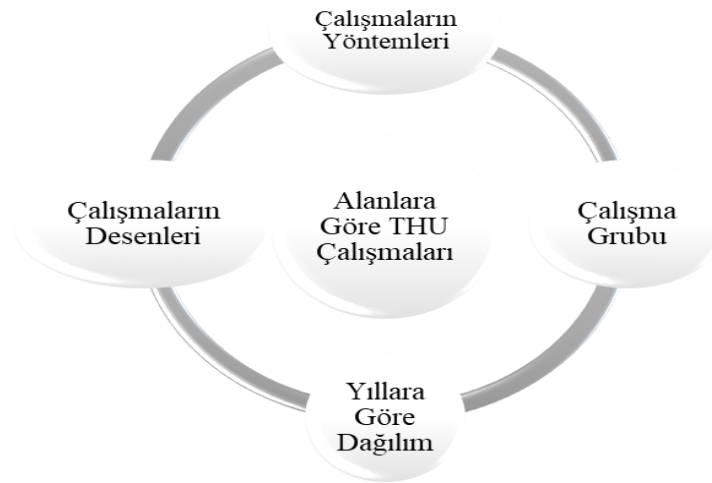 Çalışmaların
Yöntemleri
Çalışmaların
Desenleri
Alanlara
Göre THU
Çalışmaları
Çalışma
Grubu
Yıllara
Göre
Dağılım